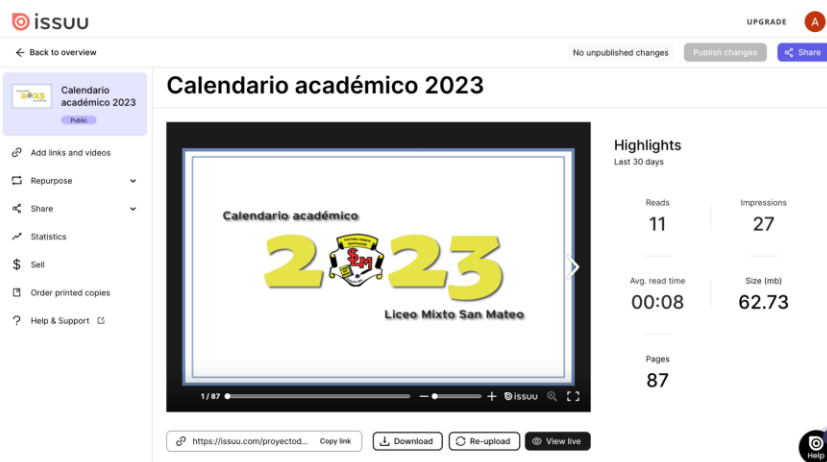 issuu
UPGRADE
A
Back to overview
No unpublished changes
Publish changes
Share
Calendario
académico 2023
Public
Add links and videos
Repurpose
Share
Statistics
Sell
Order printed copies
Help & Support
Calendario académico 2023
Calendario académico
2023
SLM
Liceo Mixto San Mateo
1 / 87
issuu
https://issuu.com/proyectod...
Copy link
Download
Re-upload
View live
Highlights
Last 30 days
Reads
Impressions
11
27
Avg. read time
Size (mb)
00:08
62.73
Pages
87
Help